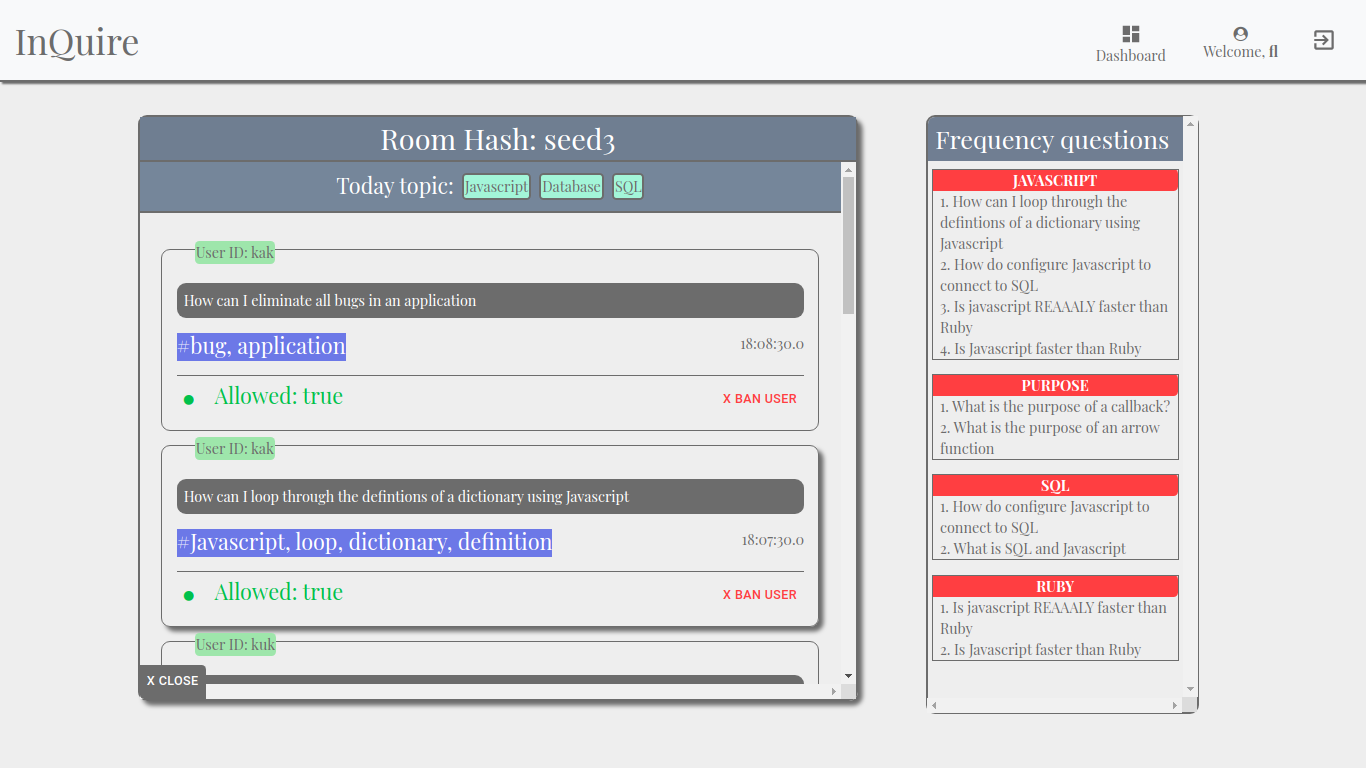 InQuire
Dashboard
Welcome, fl
Room Hash: seed3
Today topic: Javascript Database SQL
User ID: kak
How can I eliminate all bugs in an application
#bug, application
18:08:30.0
Allowed: true
X BAN USER
User ID: kak
How can I loop through the defintions of a dictionary using Javascript
#Javascript, loop, dictionary, definition
18:07:30.0
Allowed: true
X BAN USER
User ID: kuk
X CLOSE
Frequency questions
JAVASCRIPT
1. How can I loop through the
defintions of a dictionary using
Javascript
2. How do configure Javascript to
connect to SQL
3. Is javascript REAAALY faster than
Ruby
4. Is Javascript faster than Ruby
PURPOSE
1. What is the purpose of a callback?
2. What is the purpose of an arrow
function
SQL
1. How do configure Javascript to
connect to SQL
2. What is SQL and Javascript
RUBY
1. Is javascript REAAALY faster than
Ruby
2. Is Javascript faster than Ruby